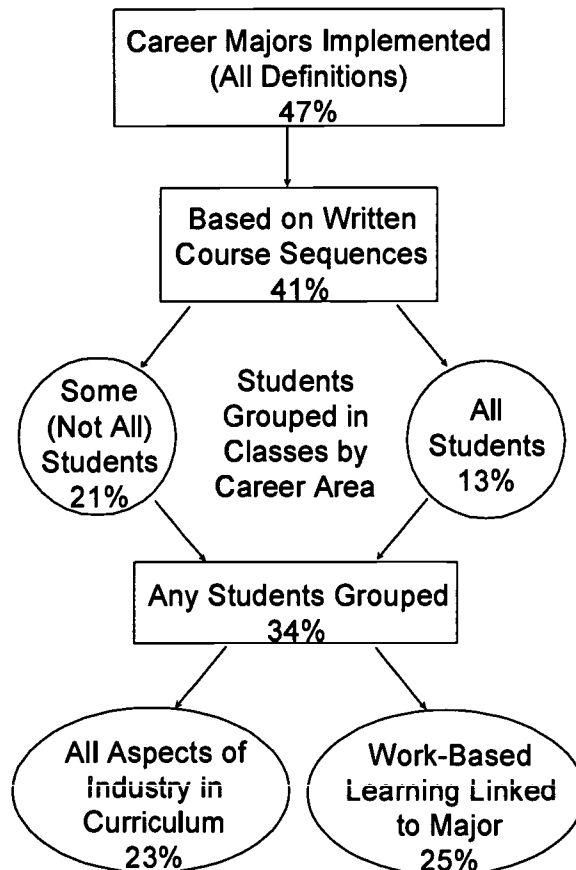 Career Majors Implemented
(All Definitions)
47%
Based on Written
Course Sequences
41%
Some
(Not All)
Students
21%
Students
Grouped in
Classes by
Career Area
All
Students
13%
Any Students Grouped
34%
All Aspects of
Industry in
Curriculum
23%
Work-Based
Learning Linked
to Major
25%